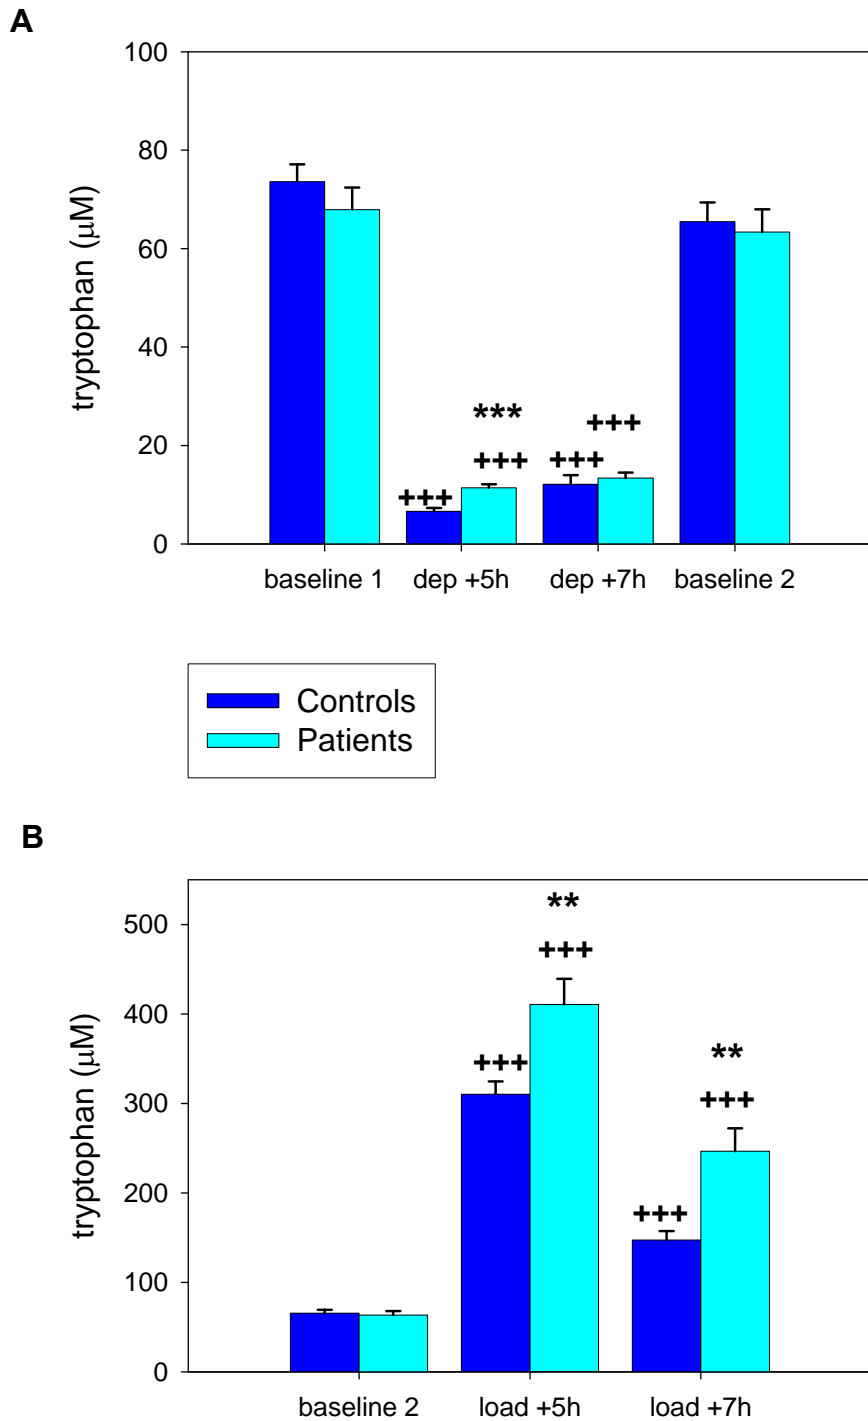 A
100
80
60
40
20
0
tryptophan (μM)
***
+++
+++
+++
+++
baseline 1 dep +5h dep +7h baseline 2
Controls
Patients
B
500
400
300
200
100
0
tryptophan (μM)
**
+++
+++
**
+++
+++
baseline 2 load +5h load +7h